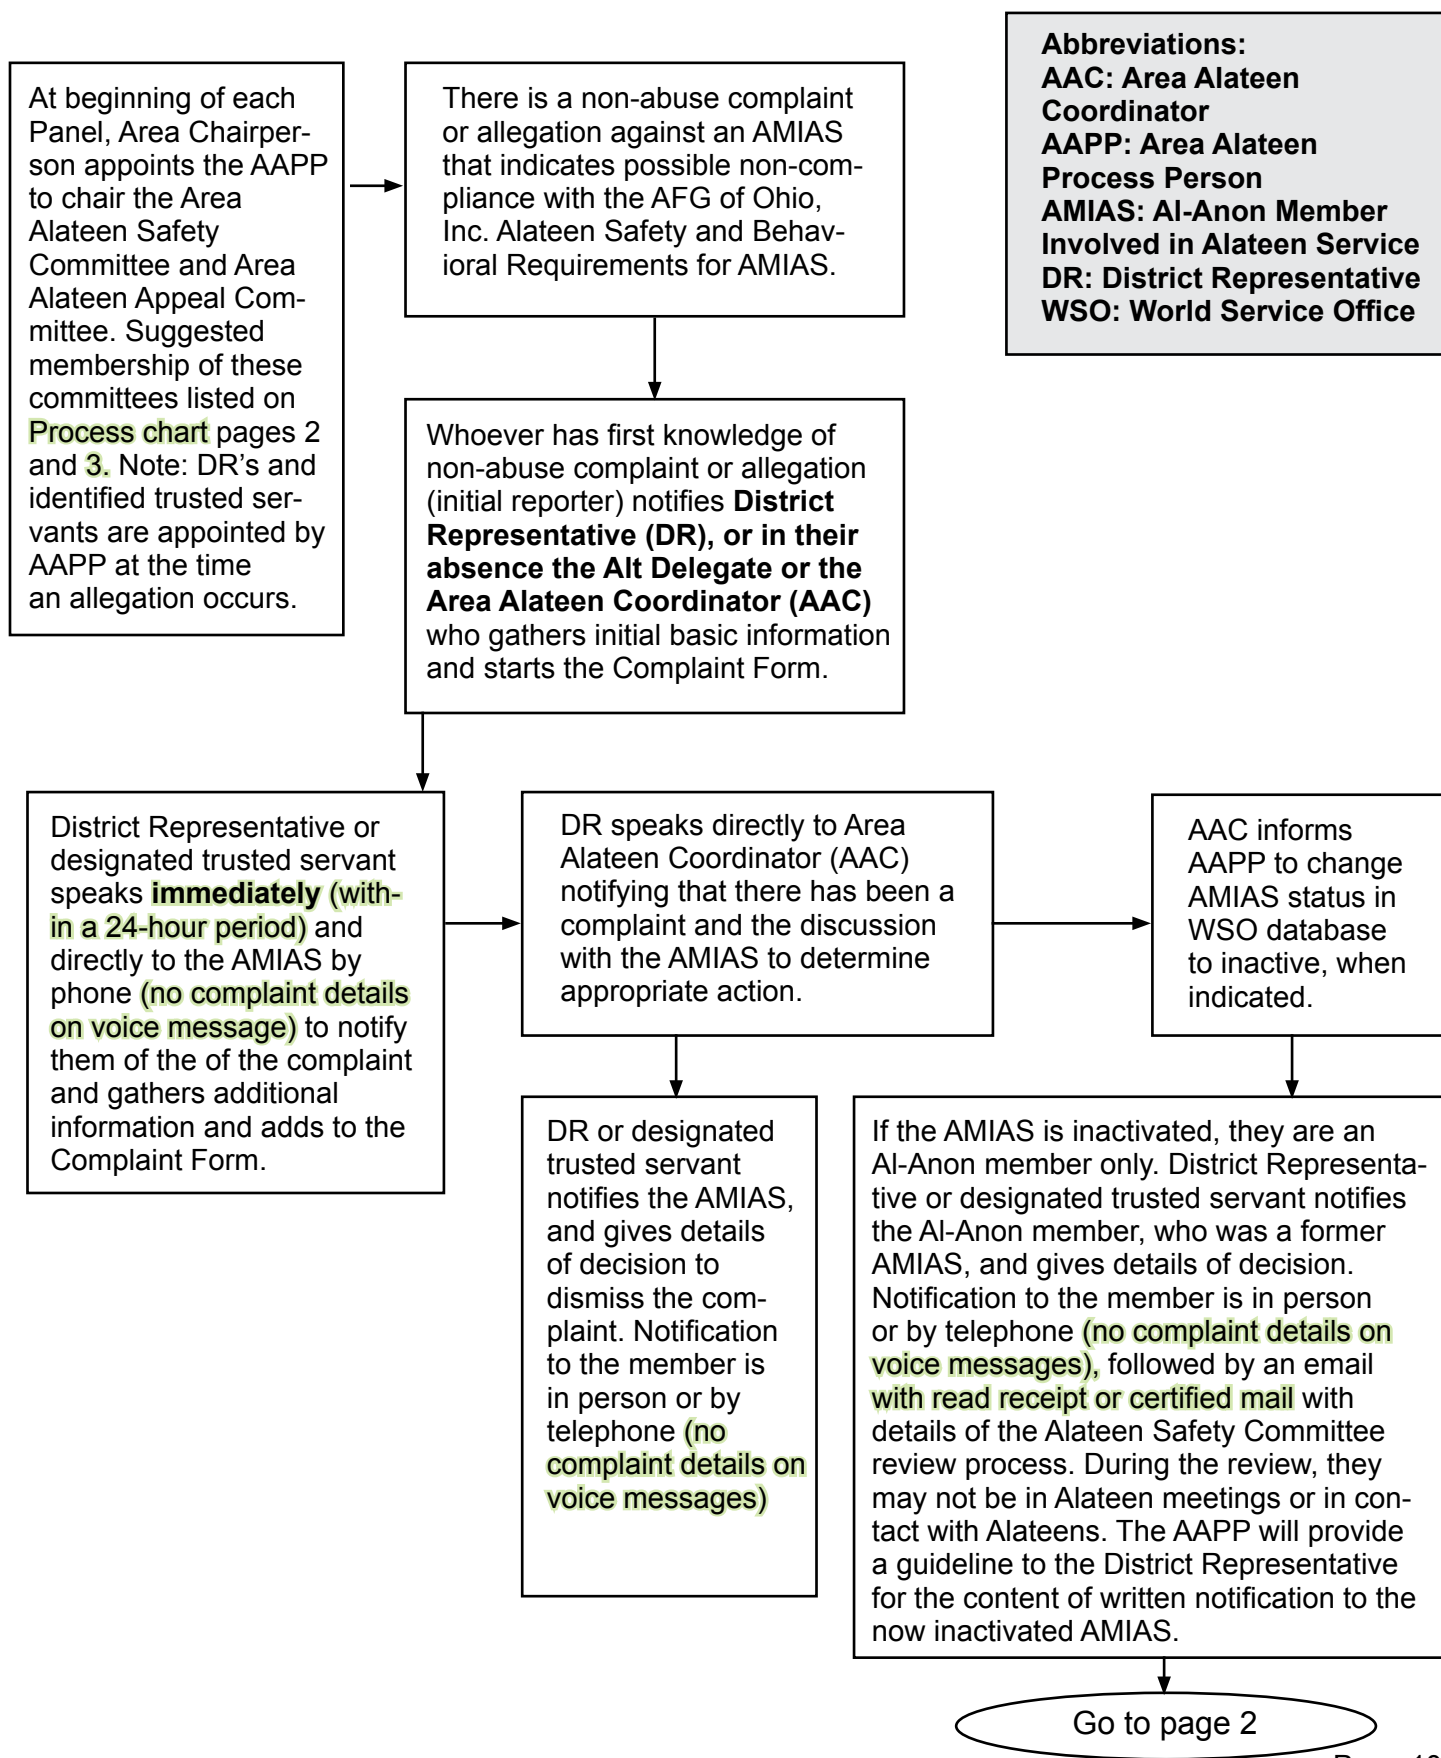 At beginning of each
Panel, Area Chairper-
son appoints the AAPP
to chair the Area
Alateen Safety
Committee and Area
Alateen Appeal Com-
mittee. Suggested
membership of these
committees listed on
Process chart pages 2
and 3. Note: DR's and
identified trusted ser-
vants are appointed by
AAPP at the time
an allegation occurs.
There is a non-abuse complaint
or allegation against an AMIAS
that indicates possible non-com-
pliance with the AFG of Ohio,
Inc. Alateen Safety and Behav-
ioral Requirements for AMIAS.
Abbreviations:
AAC: Area Alateen
Coordinator
AAPP: Area Alateen
Process Person
AMIAS: Al-Anon Member
Involved in Alateen Service
DR: District Representative
WSO: World Service Office
Whoever has first knowledge of
non-abuse complaint or allegation
(initial reporter) notifies District
Representative (DR), or in their
absence the Alt Delegate or the
Area Alateen Coordinator (AAC)
who gathers initial basic information
and starts the Complaint Form.
District Representative or
designated trusted servant
speaks immediately (with-
in a 24-hour period) and
directly to the AMIAS by
phone (no complaint details
on voice message) to notify
them of the of the complaint
and gathers additional
information and adds to the
Complaint Form.
DR speaks directly to Area
Alateen Coordinator (AAC)
notifying that there has been a
complaint and the discussion
with the AMIAS to determine
appropriate action.
AAC informs
AAPP to change
AMIAS status in
WSO database
to inactive, when
indicated.
DR or designated
trusted servant
notifies the AMIAS,
and gives details
of decision to
dismiss the com-
plaint. Notification
to the member is
in person or by
telephone (no
complaint details on
voice messages)
If the AMIAS is inactivated, they are an
Al-Anon member only. District Representa-
tive or designated trusted servant notifies
the Al-Anon member, who was a former
AMIAS, and gives details of decision.
Notification to the member is in person
or by telephone (no complaint details on
voice messages), followed by an email
with read receipt or certified mail with
details of the Alateen Safety Committee
review process. During the review, they
may not be in Alateen meetings or in con-
tact with Alateens. The AAPP will provide
a guideline to the District Representative
for the content of written notification to the
now inactivated AMIAS.
Go to page 2